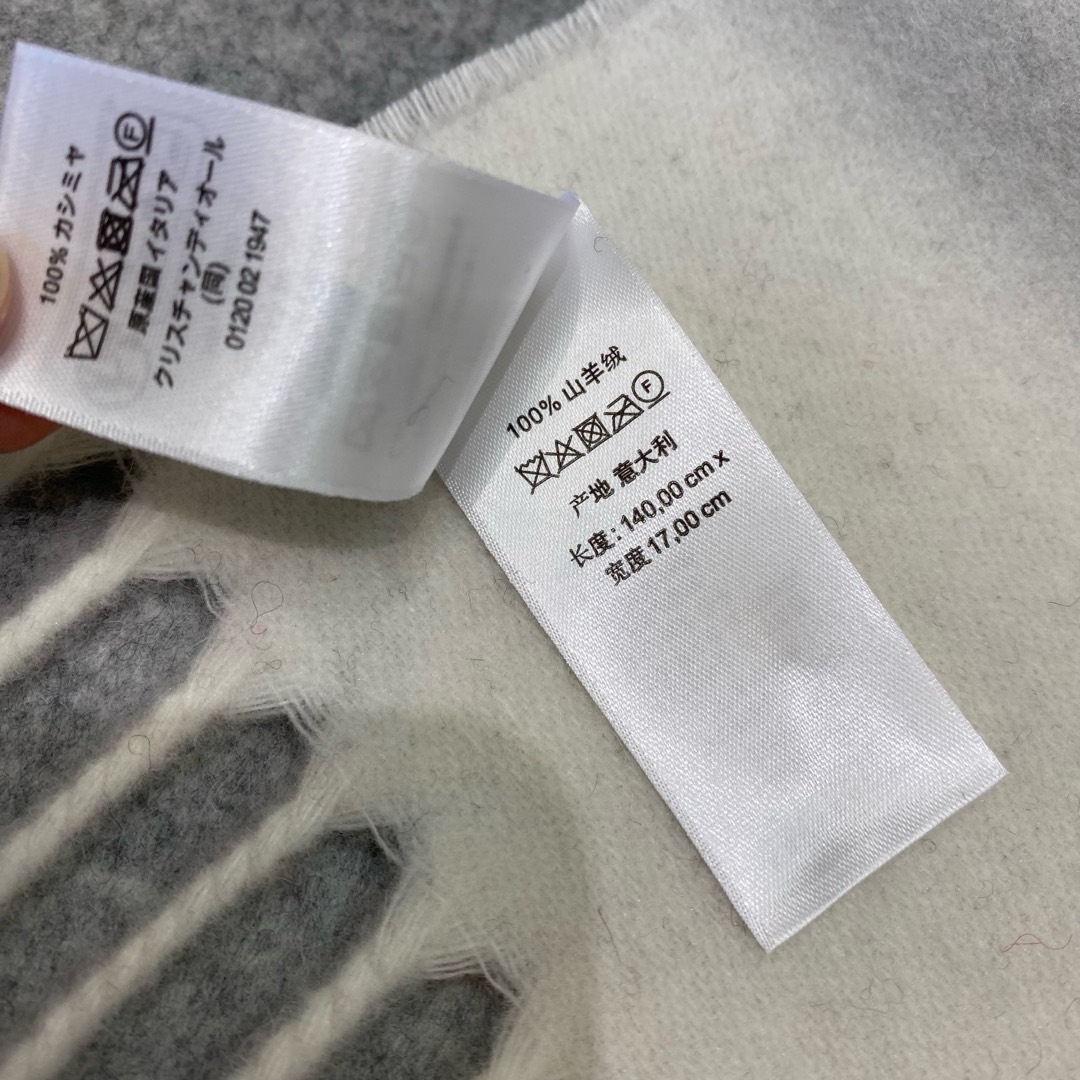 100% カシミヤ
F
原産国 イタリア
クリスチャンディオール
(同)
0120 02 1947
100% 山羊绒
F
产地 意大利
长度: 140,00 cm x
宽度 17,00 cm